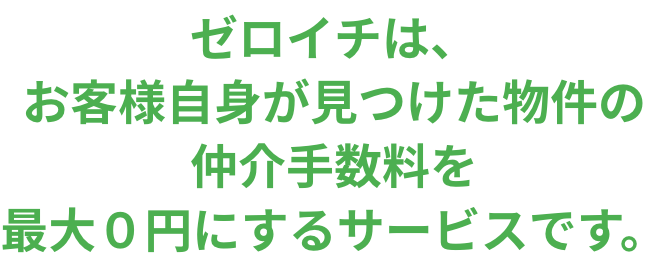 ゼロイチは、
お客様自身が見つけた物件の
仲介手数料を
最大０円にするサービスです。